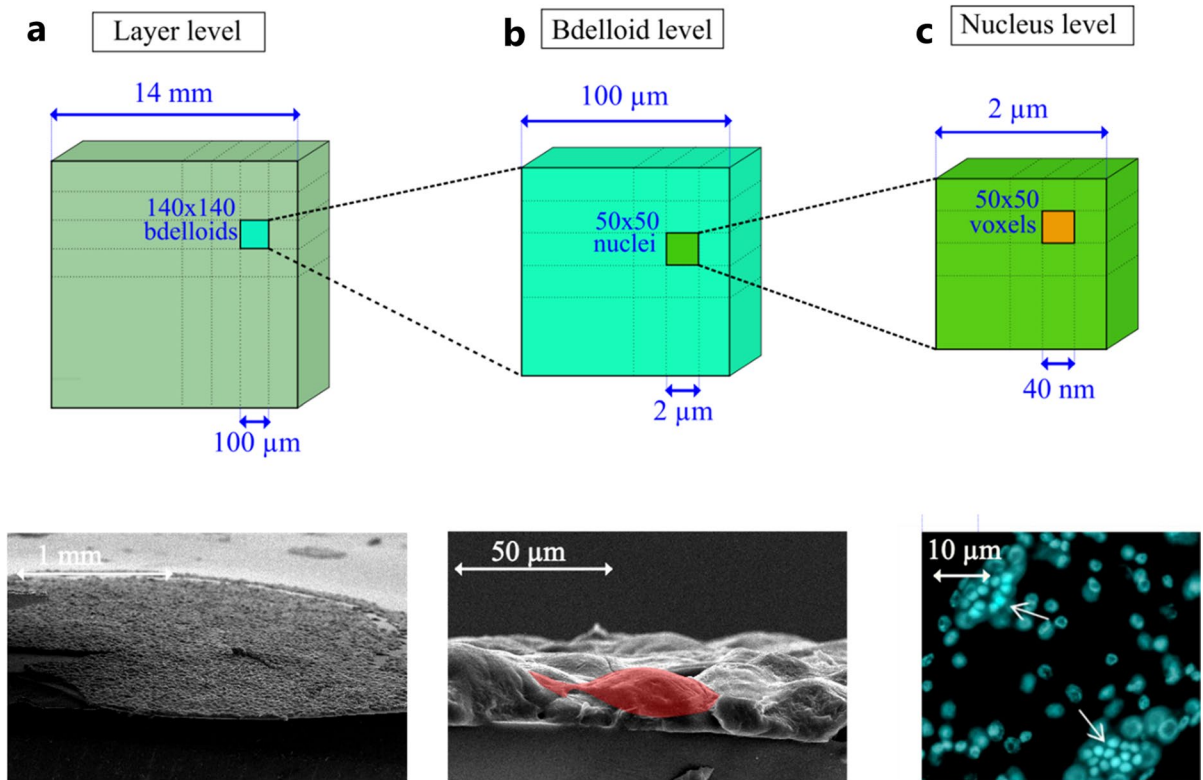 a
Layer level
14 mm
140x140
bdelloids
100 µm
b
Bdelloid level
100 µm
50x50
nuclei
2 µm
c
Nucleus level
2 µm
50x50
voxels
40 nm
1 mm
50 µm
10 µm